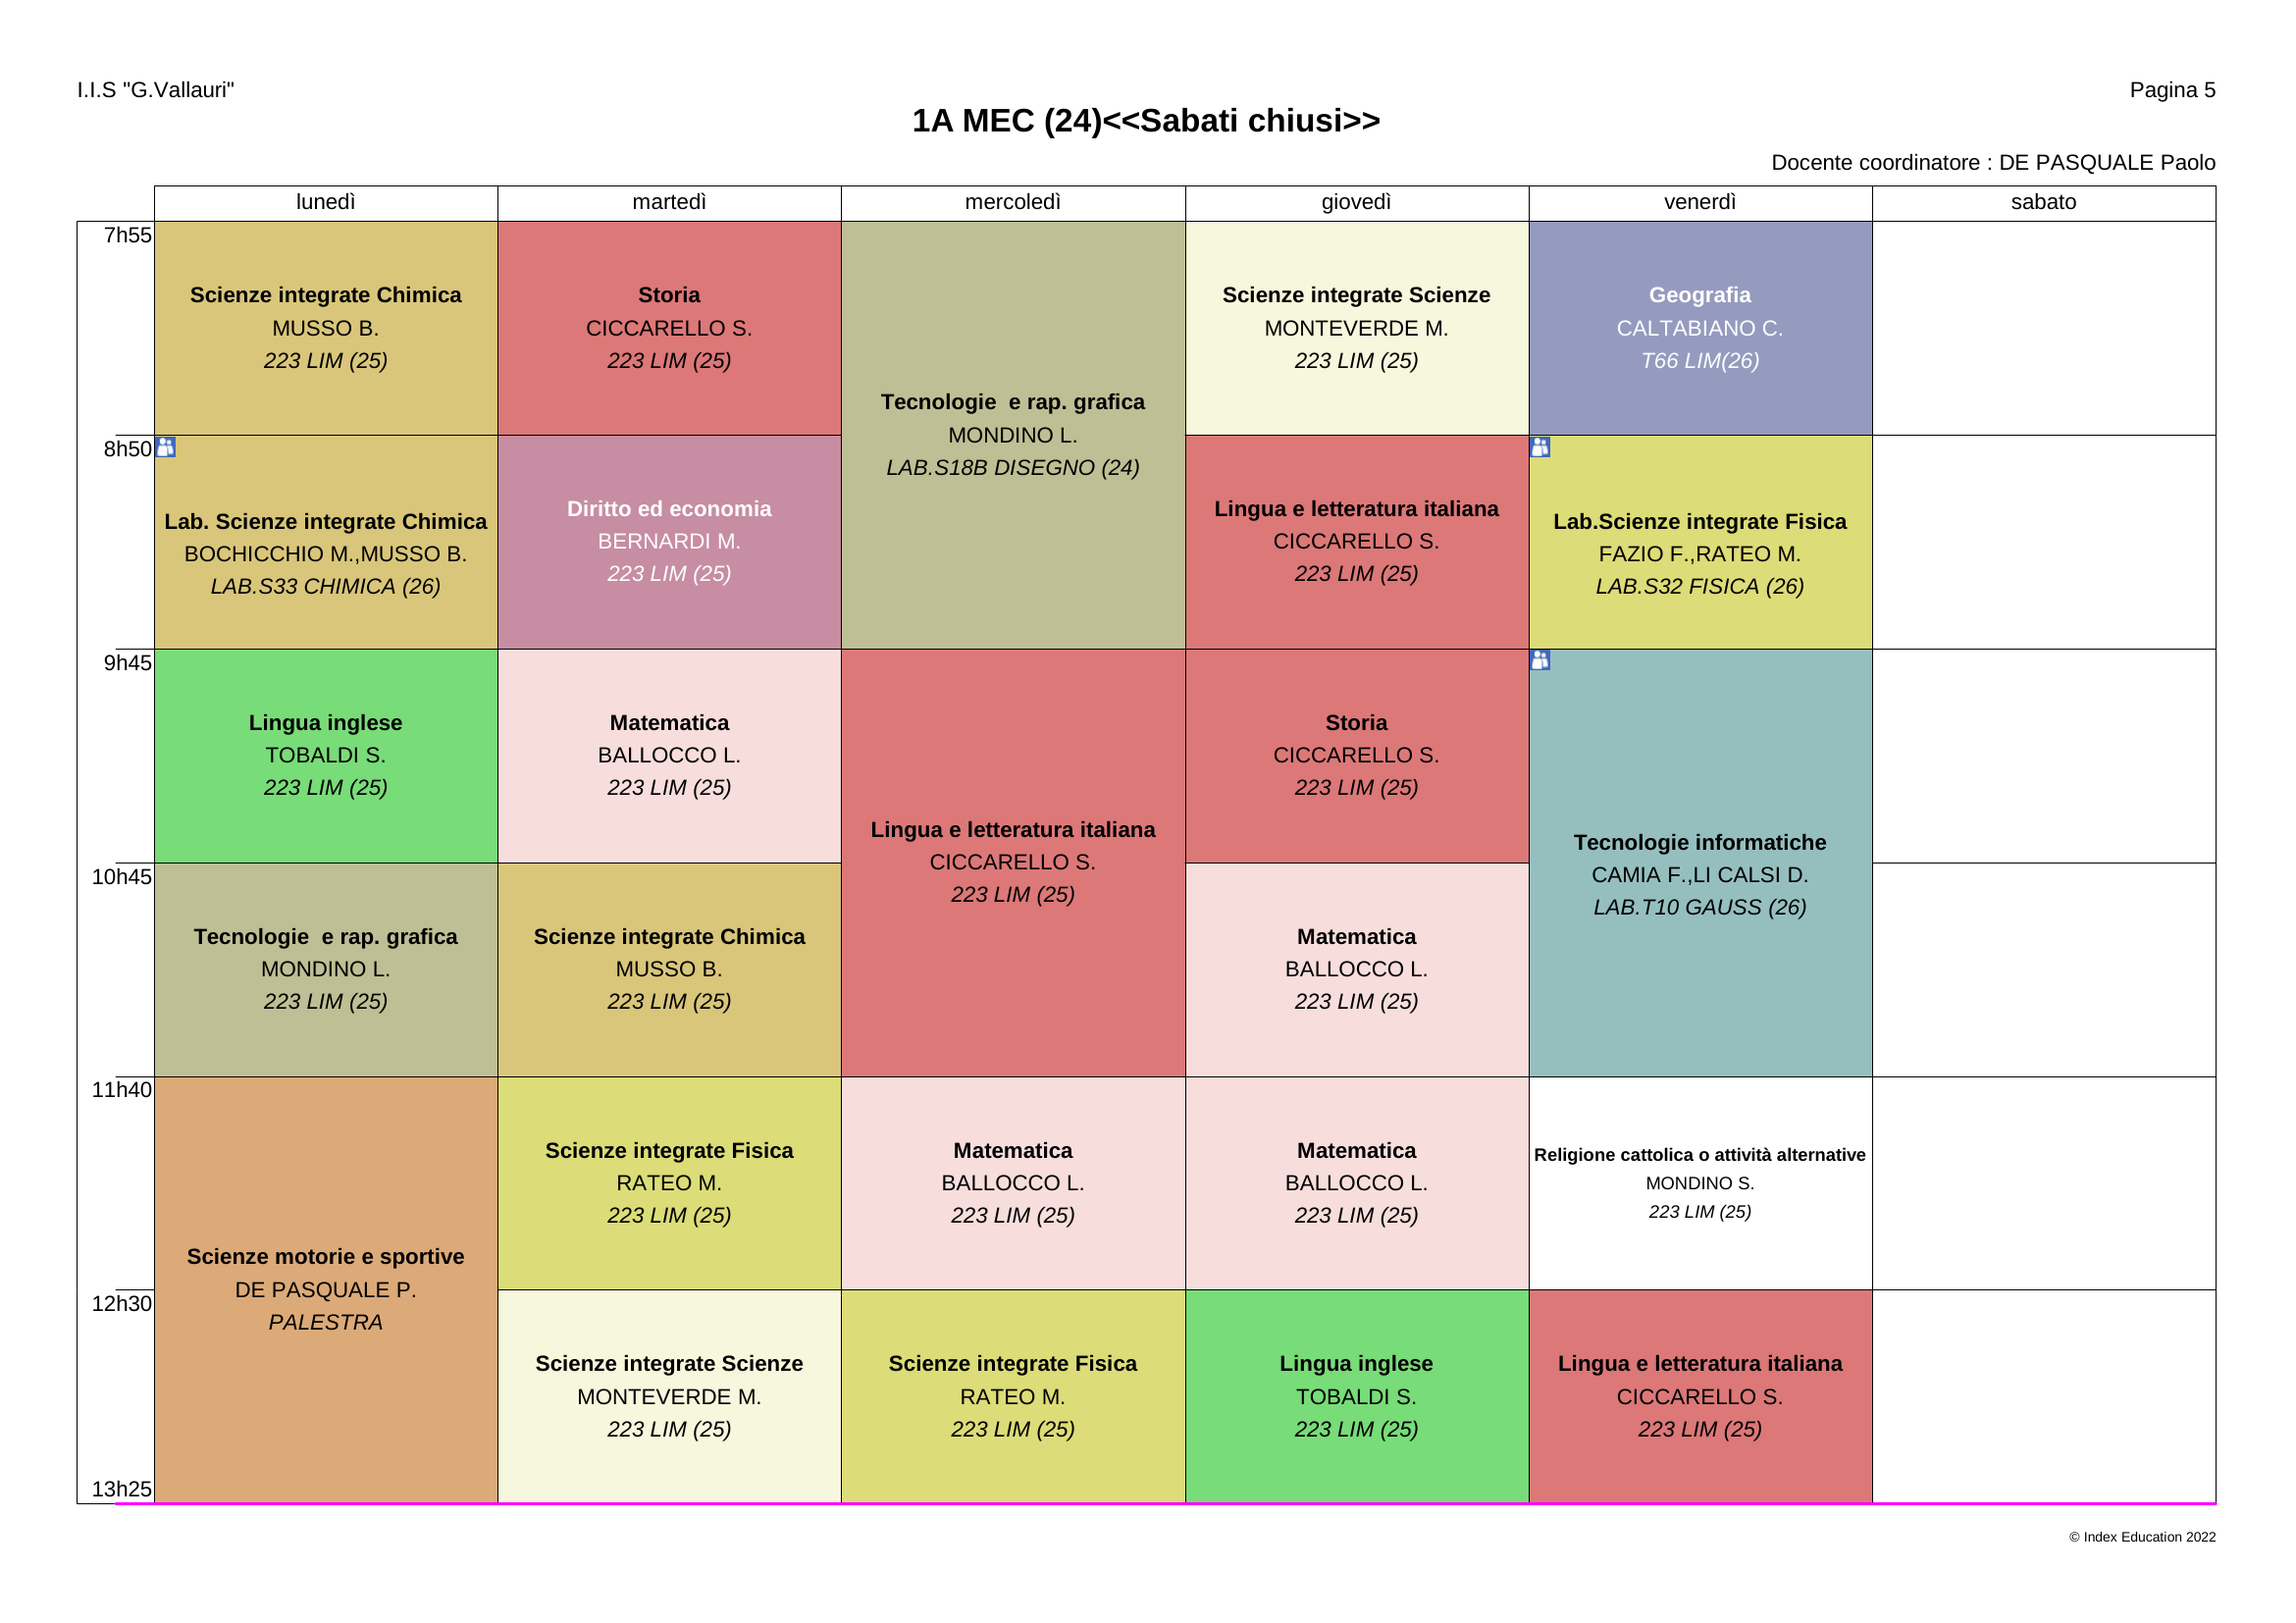 I.I.S "G.Vallauri"
Pagina 5
1A MEC (24)<<Sabati chiusi>>
Docente coordinatore : DE PASQUALE Paolo
lunedì
martedì
mercoledì
giovedì
venerdì
sabato
7h55
Scienze integrate Chimica
MUSSO B.
223 LIM (25)
Storia
CICCARELLO S.
223 LIM (25)
Tecnologie  e rap. grafica
MONDINO L.
LAB.S18B DISEGNO (24)
Scienze integrate Scienze
MONTEVERDE M.
223 LIM (25)
Geografia
CALTABIANO C.
T66 LIM(26)
8h50
Lab. Scienze integrate Chimica
BOCHICCHIO M.,MUSSO B.
LAB.S33 CHIMICA (26)
Diritto ed economia
BERNARDI M.
223 LIM (25)
Lingua e letteratura italiana
CICCARELLO S.
223 LIM (25)
Lab.Scienze integrate Fisica
FAZIO F.,RATEO M.
LAB.S32 FISICA (26)
9h45
Lingua inglese
TOBALDI S.
223 LIM (25)
Matematica
BALLOCCO L.
223 LIM (25)
Lingua e letteratura italiana
CICCARELLO S.
223 LIM (25)
Storia
CICCARELLO S.
223 LIM (25)
Tecnologie informatiche
CAMIA F.,LI CALSI D.
LAB.T10 GAUSS (26)
10h45
Tecnologie  e rap. grafica
MONDINO L.
223 LIM (25)
Scienze integrate Chimica
MUSSO B.
223 LIM (25)
Matematica
BALLOCCO L.
223 LIM (25)
11h40
Scienze motorie e sportive
DE PASQUALE P.
PALESTRA
Scienze integrate Fisica
RATEO M.
223 LIM (25)
Matematica
BALLOCCO L.
223 LIM (25)
Matematica
BALLOCCO L.
223 LIM (25)
Religione cattolica o attività alternative
MONDINO S.
223 LIM (25)
12h30
Scienze integrate Scienze
MONTEVERDE M.
223 LIM (25)
Scienze integrate Fisica
RATEO M.
223 LIM (25)
Lingua inglese
TOBALDI S.
223 LIM (25)
Lingua e letteratura italiana
CICCARELLO S.
223 LIM (25)
13h25
© Index Education 2022